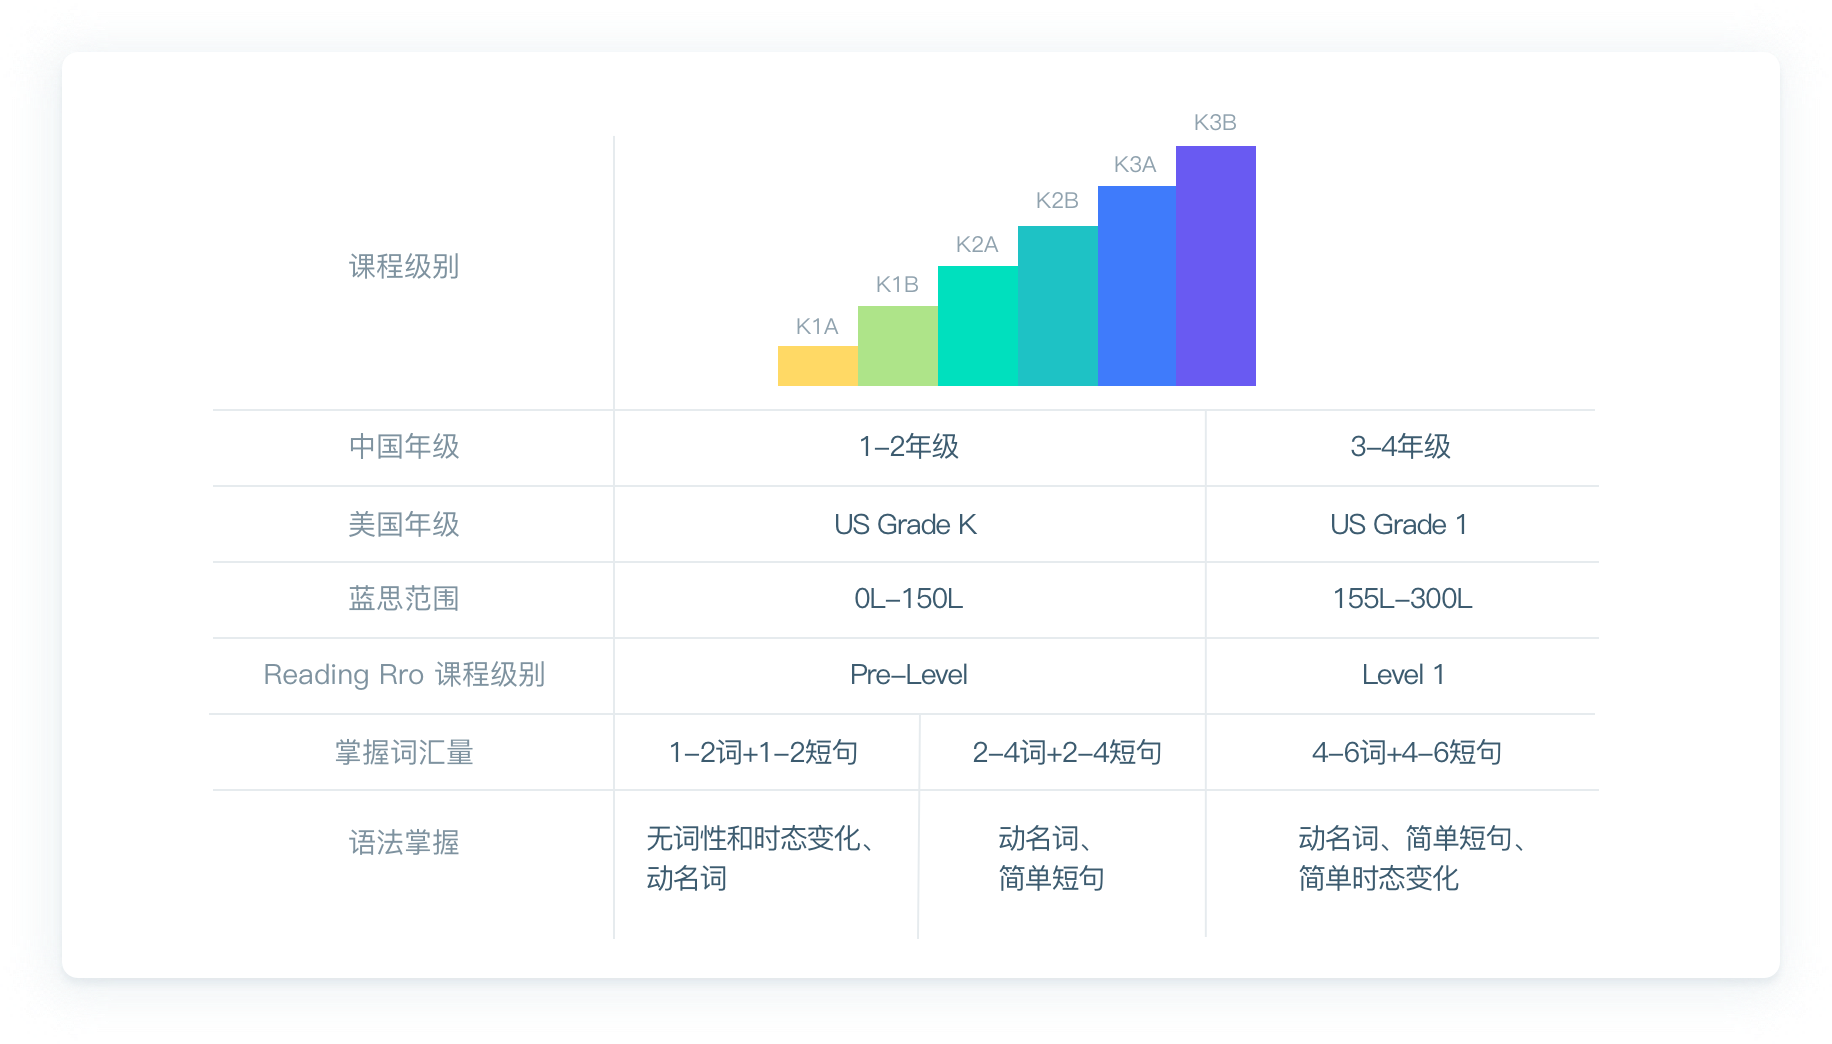 K3B
K3A
K2B
K2A
K1B
K1A
课程级别
中国年级 1–2年级 3–4年级
美国年级 US Grade K US Grade 1
蓝思范围 0L–150L 155L–300L
Reading Rro 课程级别 Pre–Level Level 1
掌握词汇量 1–2词+1–2短句 2–4词+2–4短句 4–6词+4–6短句
语法掌握
无词性和时态变化、
动名词
动名词、
简单短句
动名词、简单短句、
简单时态变化